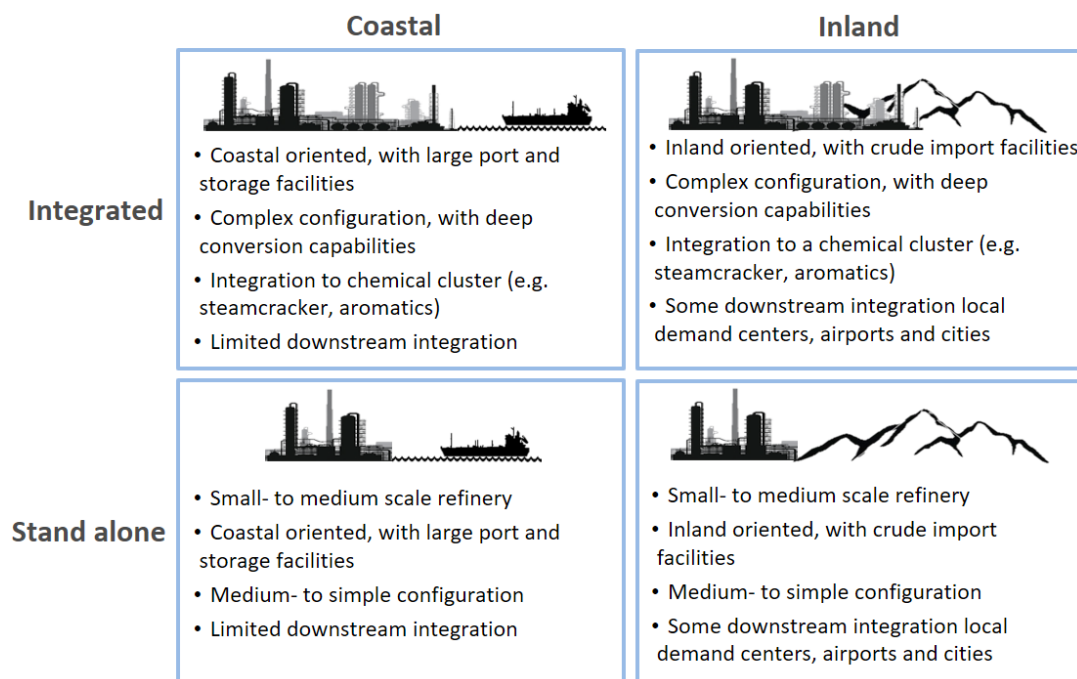 Coastal
Inland
Integrated
• Coastal oriented, with large port and
storage facilities
• Complex configuration, with deep
conversion capabilities
• Integration to chemical cluster (e.g.
steamcracker, aromatics)
• Limited downstream integration
• Inland oriented, with crude import facilities
• Complex configuration, with deep
conversion capabilities
• Integration to a chemical cluster (e.g.
steamcracker, aromatics)
• Some downstream integration local
demand centers, airports and cities
Stand alone
• Small- to medium scale refinery
• Coastal oriented, with large port and
storage facilities
• Medium- to simple configuration
• Limited downstream integration
• Small- to medium scale refinery
• Inland oriented, with crude import
facilities
• Medium- to simple configuration
• Some downstream integration local
demand centers, airports and cities